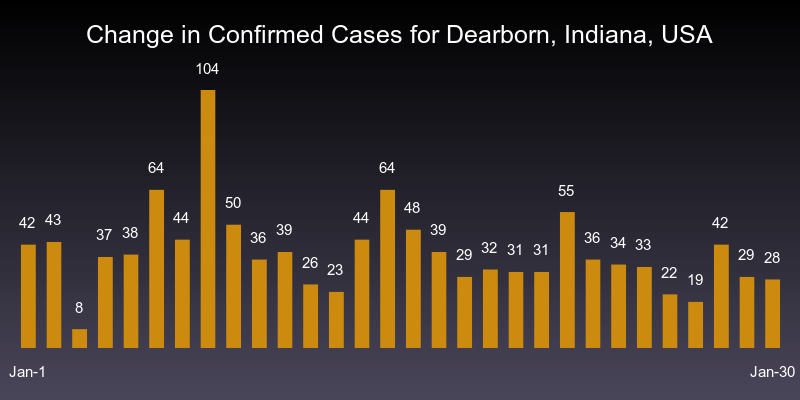 Change in Confirmed Cases for Dearborn, Indiana, USA
42 43 8 37 38 64 44 104 50 36 39 26 23 44 64 48 39 29 32 31 31 55 36 34 33 22 19 42 29 28
Jan-1 Jan-30